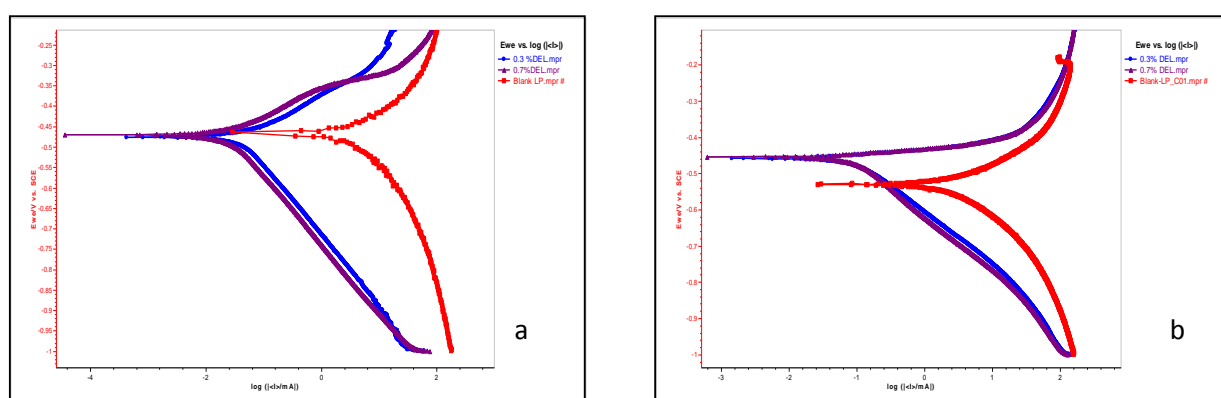 Ewe vs. log (|<I>|)
0.3 %DEL.mpr
0.7%DEL.mpr
Blank LP.mpr #
-0.25
-0.3
-0.35
-0.4
-0.45
-0.5
-0.55
-0.6
-0.65
-0.7
-0.75
-0.8
-0.85
-0.9
-0.95
-1
Ewe/V vs. SCE
-4
-2
0
2
log (|<I>/mA|)
a
Ewe vs. log (|<I>|)
0.3% DEL.mpr
0.7% DEL.mpr
Blank-LP_C01.mpr #
-0.2
-0.3
-0.4
-0.5
-0.6
-0.7
-0.8
-0.9
-1
Ewe/V vs. SCE
-3
-2
-1
0
1
2
log (|<I>/mA|)
b